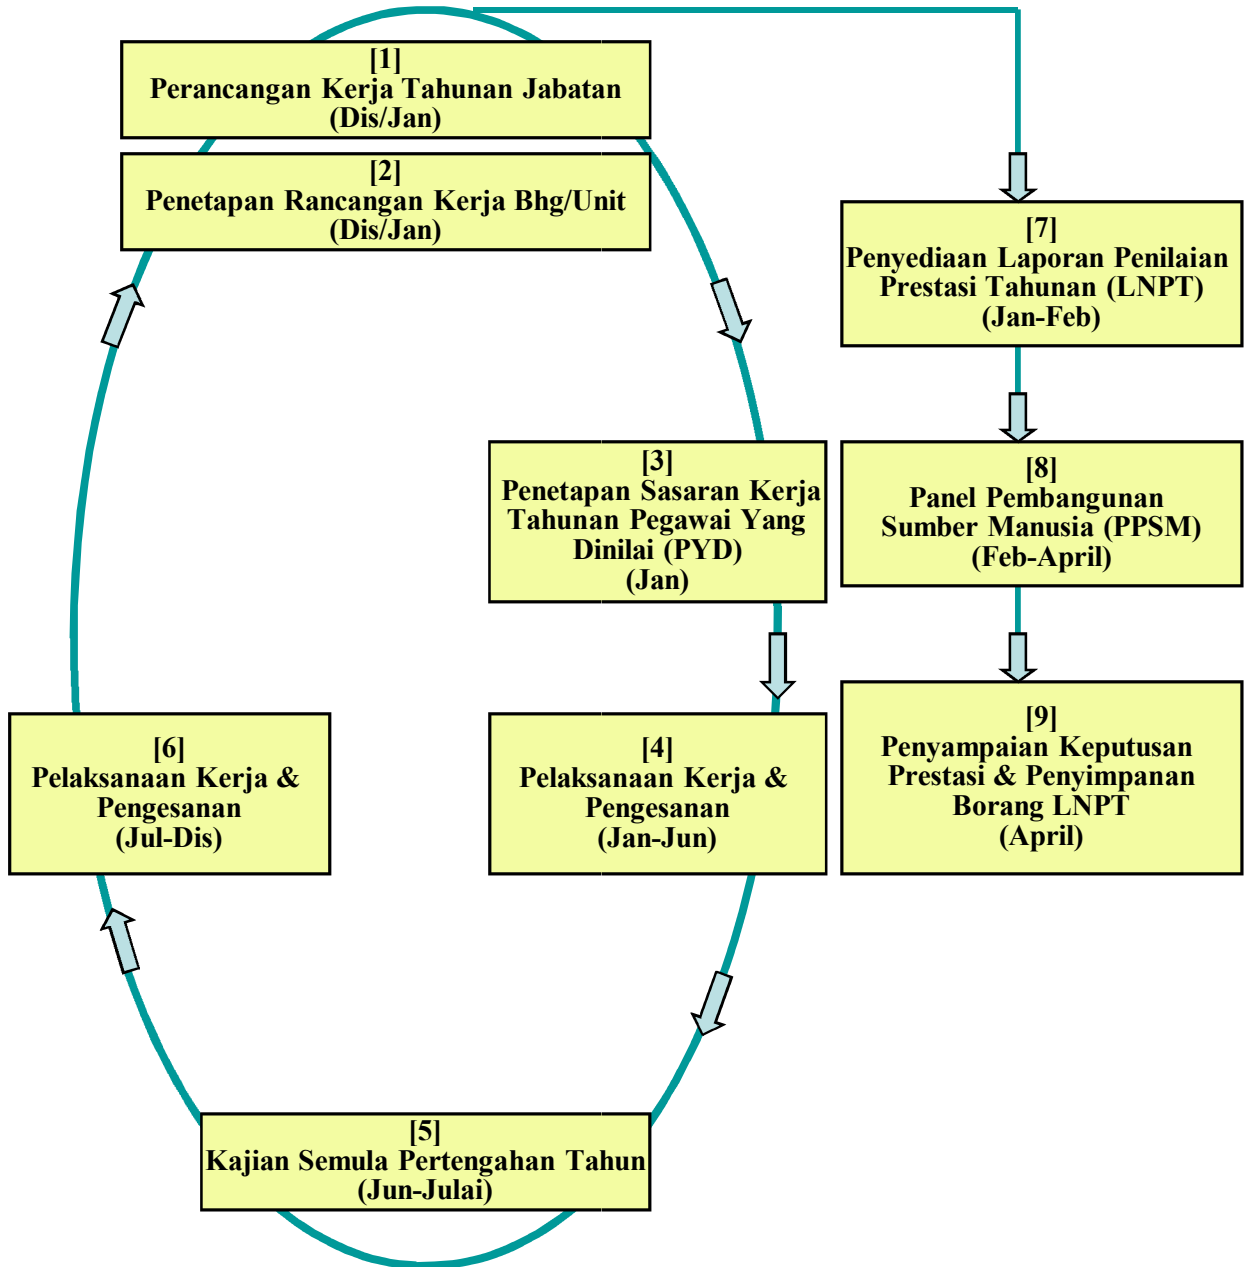 [1]
Perancangan Kerja Tahunan Jabatan
(Dis/Jan)
[2]
Penetapan Rancangan Kerja Bhg/Unit
(Dis/Jan)
[3]
Penetapan Sasaran Kerja
Tahunan Pegawai Yang
Dinilai (PYD)
(Jan)
[4]
Pelaksanaan Kerja &
Pengesanan
(Jan-Jun)
[5]
Kajian Semula Pertengahan Tahun
(Jun-Julai)
[6]
Pelaksanaan Kerja &
Pengesanan
(Jul-Dis)
[7]
Penyediaan Laporan Penilaian
Prestasi Tahunan (LNPT)
(Jan-Feb)
[8]
Panel Pembangunan
Sumber Manusia (PPSM)
(Feb-April)
[9]
Penyampaian Keputusan
Prestasi & Penyimpanan
Borang LNPT
(April)